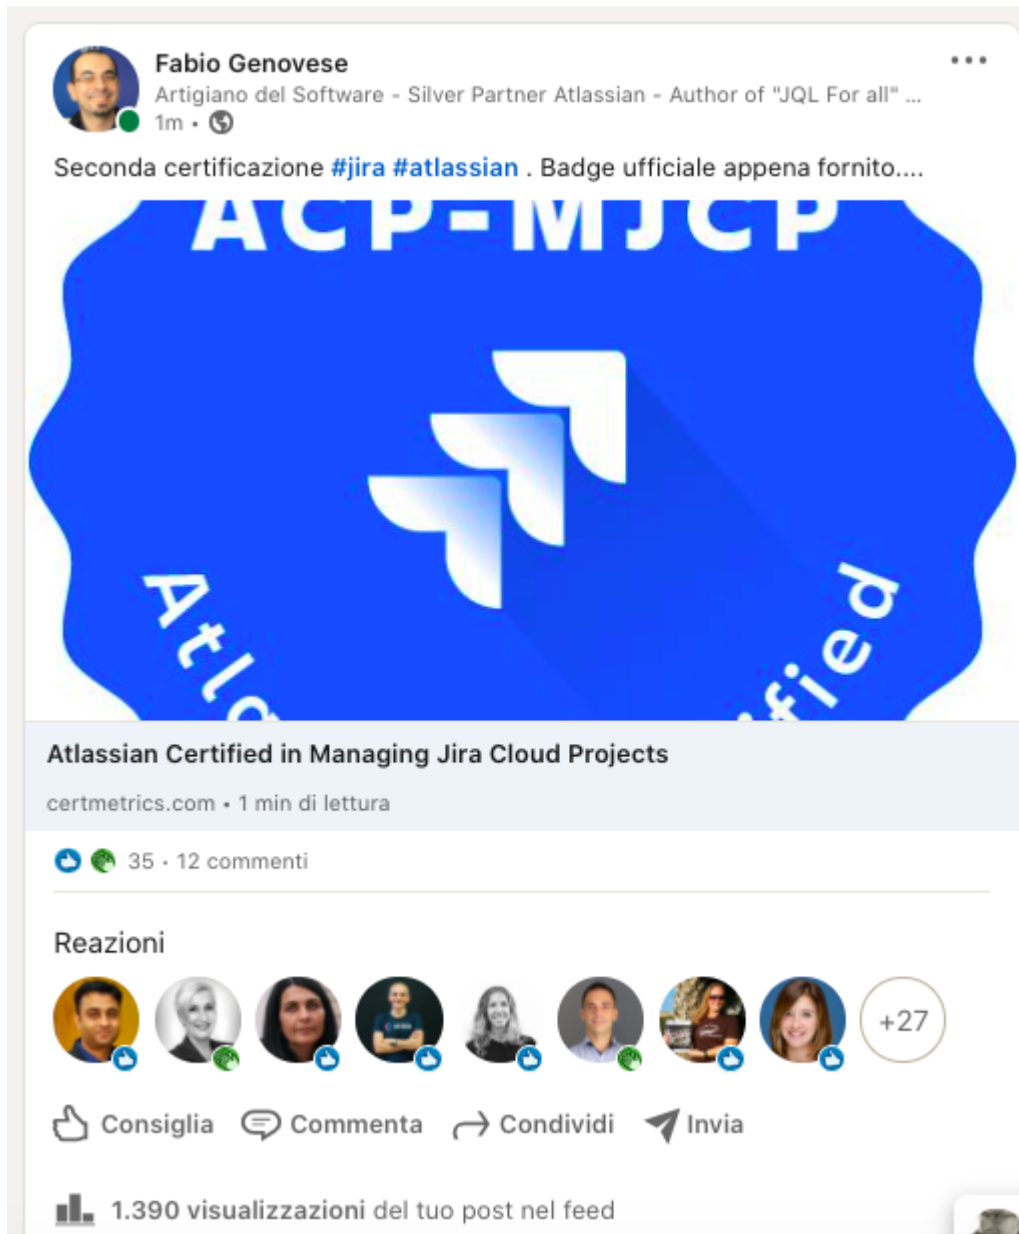 Fabio Genovese
Artigiano del Software - Silver Partner Atlassian - Author of "JQL For all" ...
1m •
Seconda certificazione #jira #atlassian . Badge ufficiale appena fornito....
ACP-MJCP
Atla
ified
Atlassian Certified in Managing Jira Cloud Projects
certmetrics.com • 1 min di lettura
35 • 12 commenti
Reazioni
+27
Consiglia Commenta Condividi Invia
1.390 visualizzazioni del tuo post nel feed